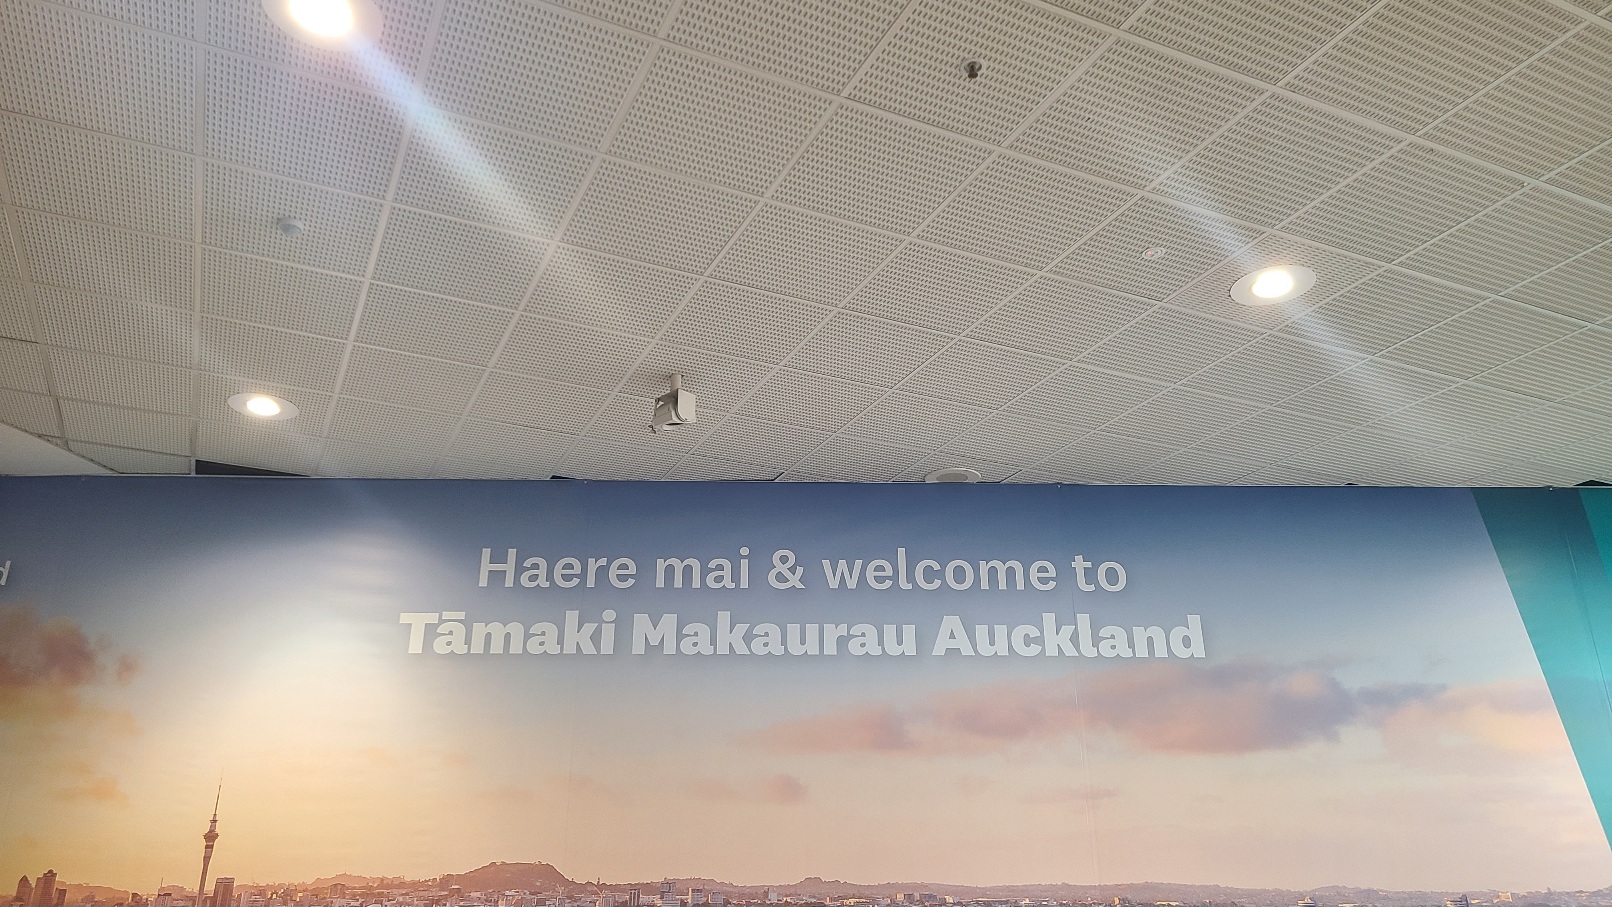 Haere mai & welcome to
Tāmaki Makaurau Auckland